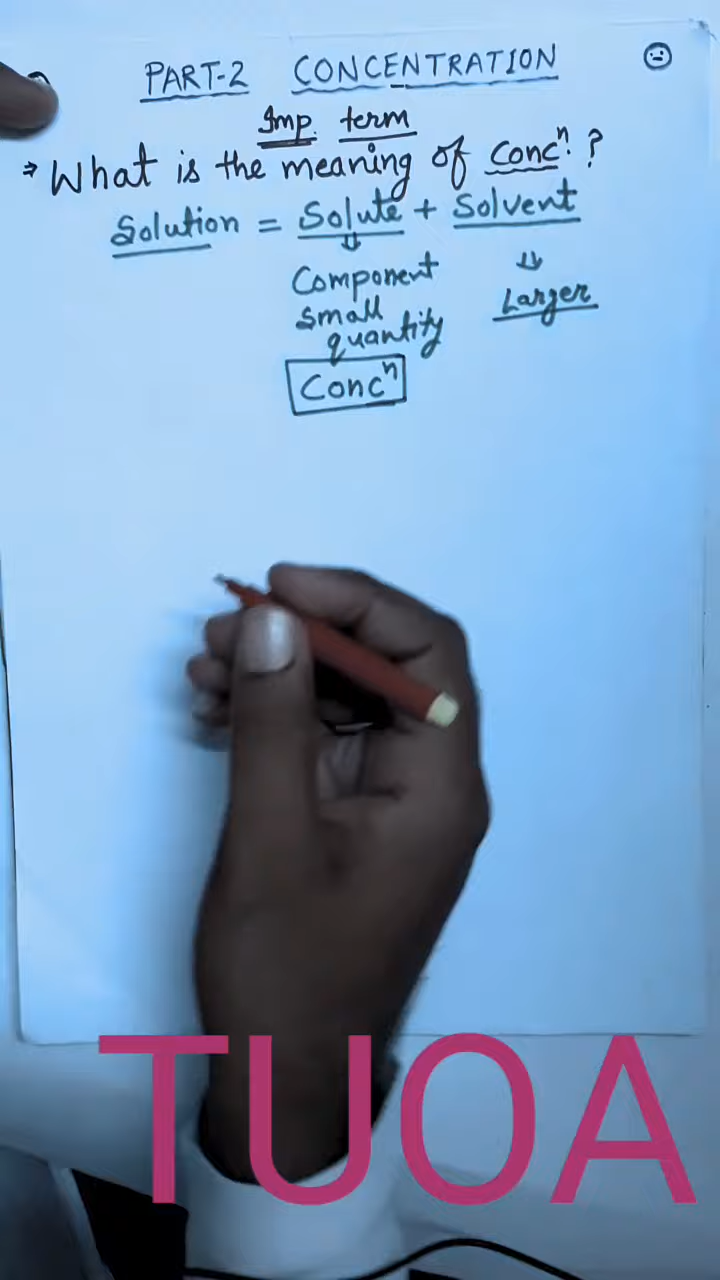 PART-2 CONCENTRATION
Imp. term
→ What is the meaning of Concⁿ. ?
Solution = Solute + Solvent
⇓ ⇓
Component Larger
Small
quantity
Concⁿ
TUOA